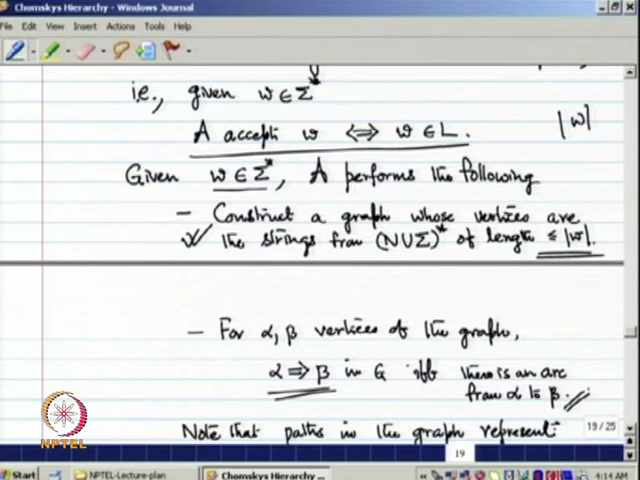 Chomskys Hierarchy - Windows Journal
File Edit View Insert Actions Tools Help
i.e., given w ∈ Σ*
A accepts w ⟺ w ∈ L.
|w|
Given w ∈ Σ*, A performs the following
- Construct a graph whose vertices are
the strings from (N∪Σ)* of length ≤ |w|.
- For α, β vertices of the graph,
α ⇒ β in G iff there is an arc
from α to β.
Note that paths in the graph represent
NPTEL
19/25
19
Start
NPTEL-Lecture-plan
Chomskys Hierarchy - ...
4:14 AM